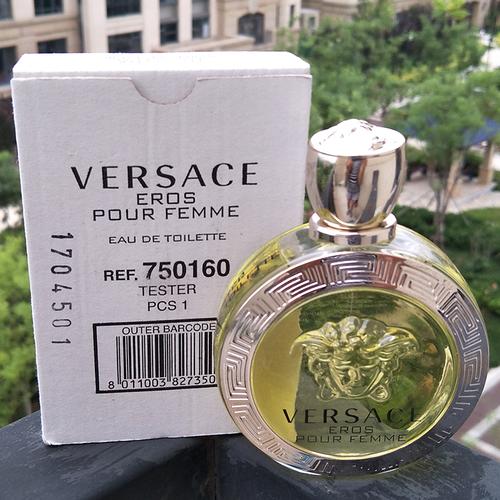 VERSACE
EROS
POUR FEMME
EAU DE TOILETTE
REF. 750160
TESTER
PCS 1
OUTER BARCODE
8 011003 827350
1704501
VERSACE
EROS
POUR FEMME